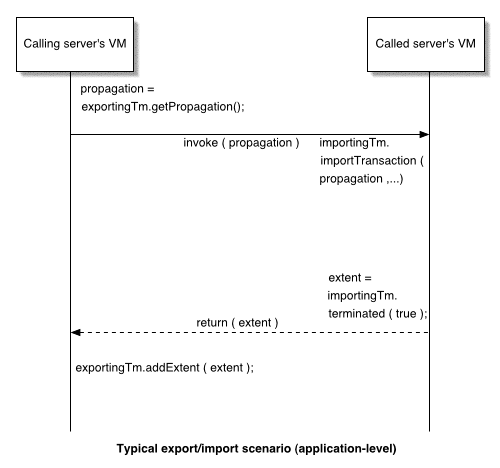 Calling server's VM
Called server's VM
propagation =
exportingTm.getPropagation();
invoke ( propagation )
importingTm.
importTransaction (
propagation ,...)
extent =
importingTm.
terminated ( true );
return ( extent )
exportingTm.addExtent ( extent );
Typical export/import scenario (application-level)